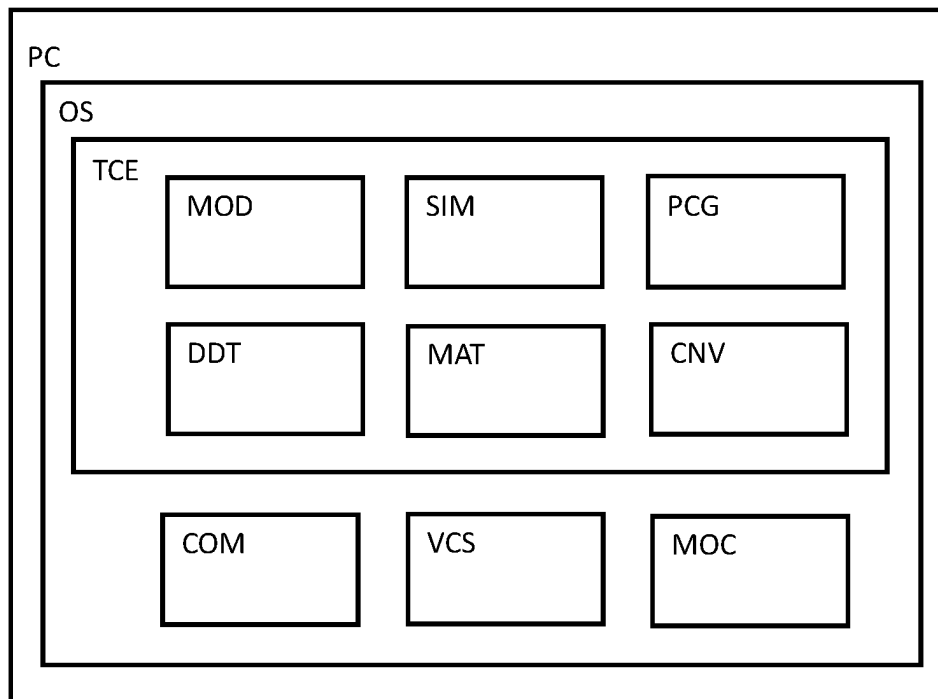 PC
OS
TCE
MOD
SIM
PCG
DDT
MAT
CNV
COM
VCS
MOC